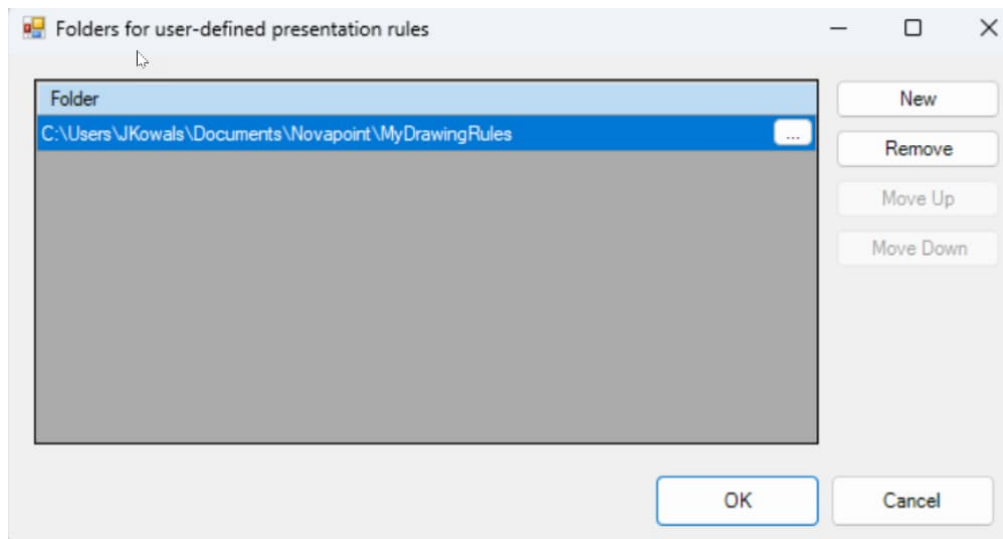 Folders for user-defined presentation rules
Folder
New
C:\Users\JKowals\Documents\Novapoint\MyDrawingRules
...
Remove
Move Up
Move Down
OK
Cancel